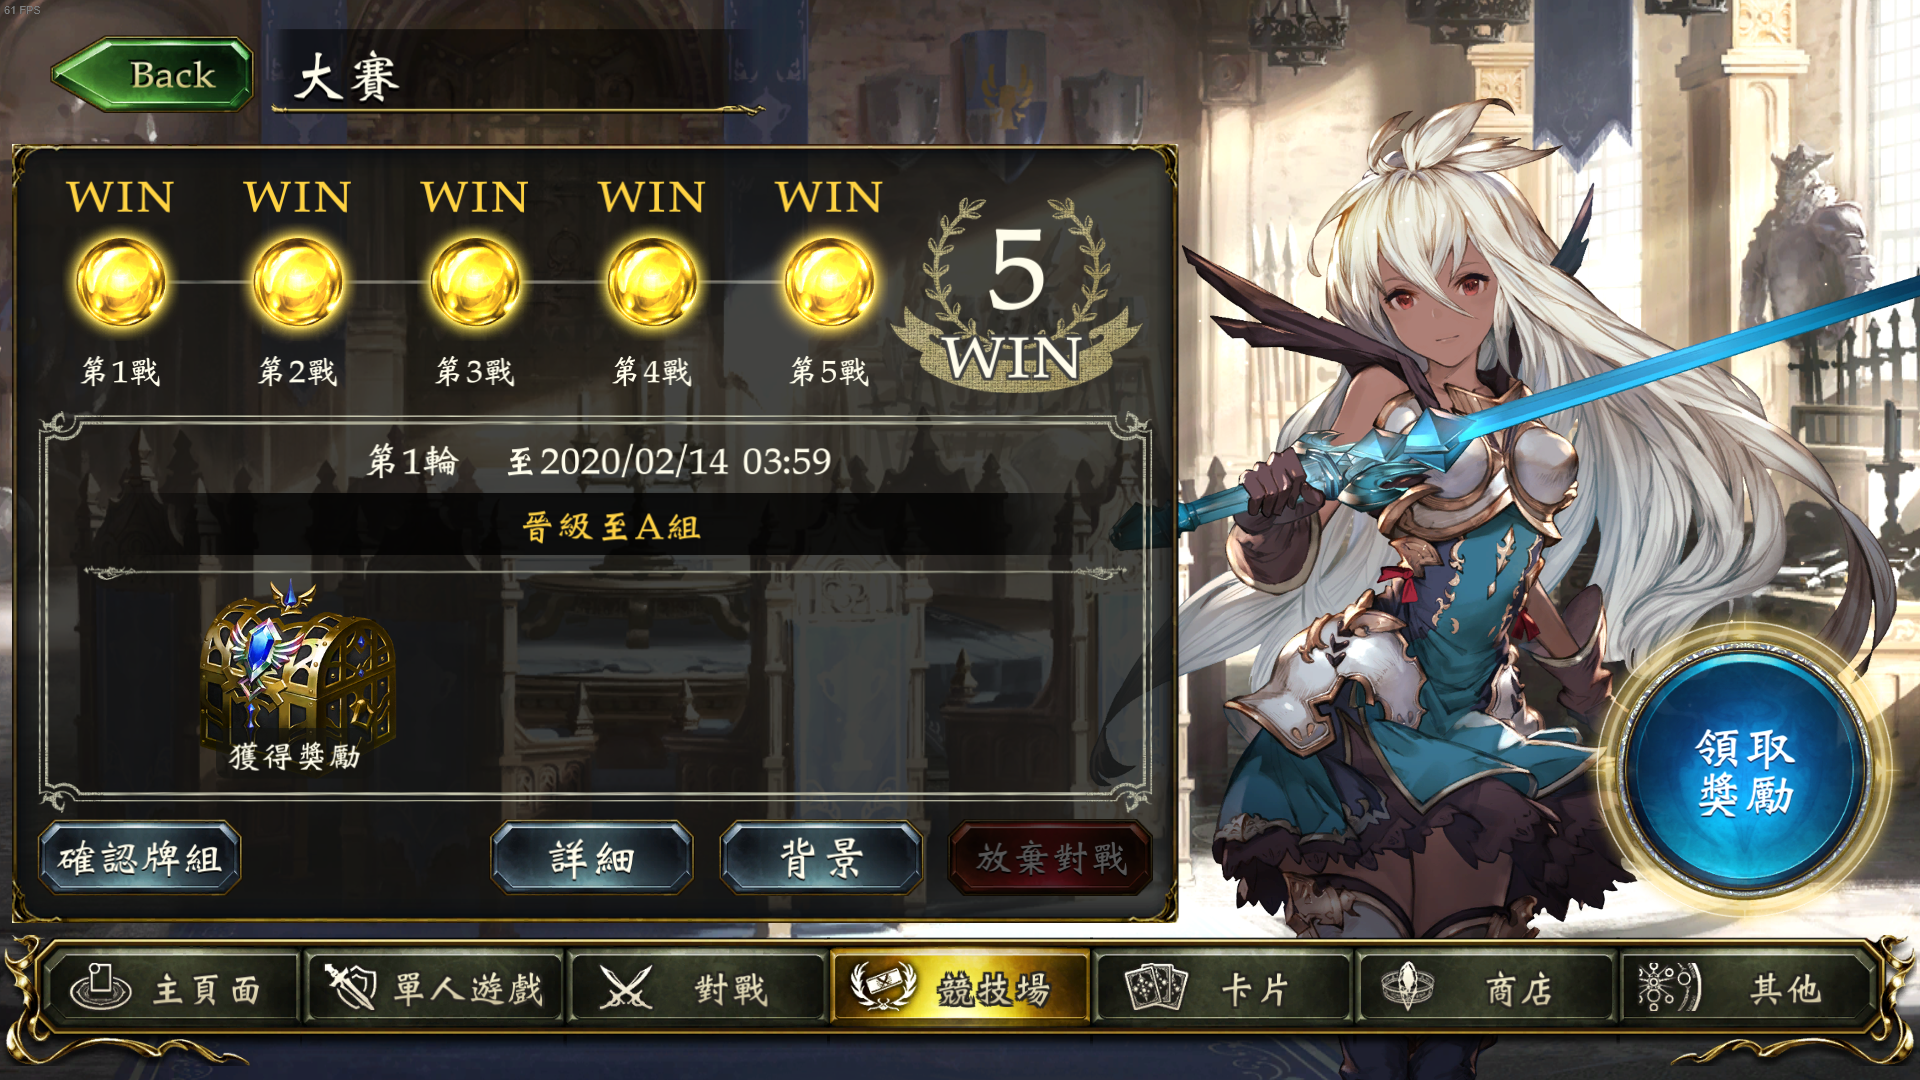 61 FPS
Back
大賽
WIN WIN WIN WIN WIN
5
WIN
第1戰 第2戰 第3戰 第4戰 第5戰
第1輪 至2020/02/14 03:59
晉級至A組
獲得獎勵
領取
獎勵
確認牌組 詳細 背景 放棄對戰
主頁面 單人遊戲 對戰 競技場 卡片 商店 其他